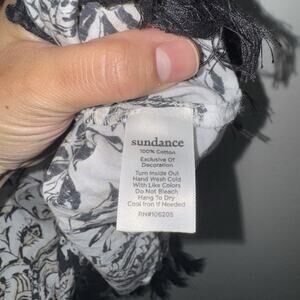 sundance
100% Cotton
Exclusive Of
Decoration
Turn Inside Out
Hand Wash Cold
With Like Colors
Do Not Bleach
Hang To Dry
Cool Iron If Needed
RN#106205